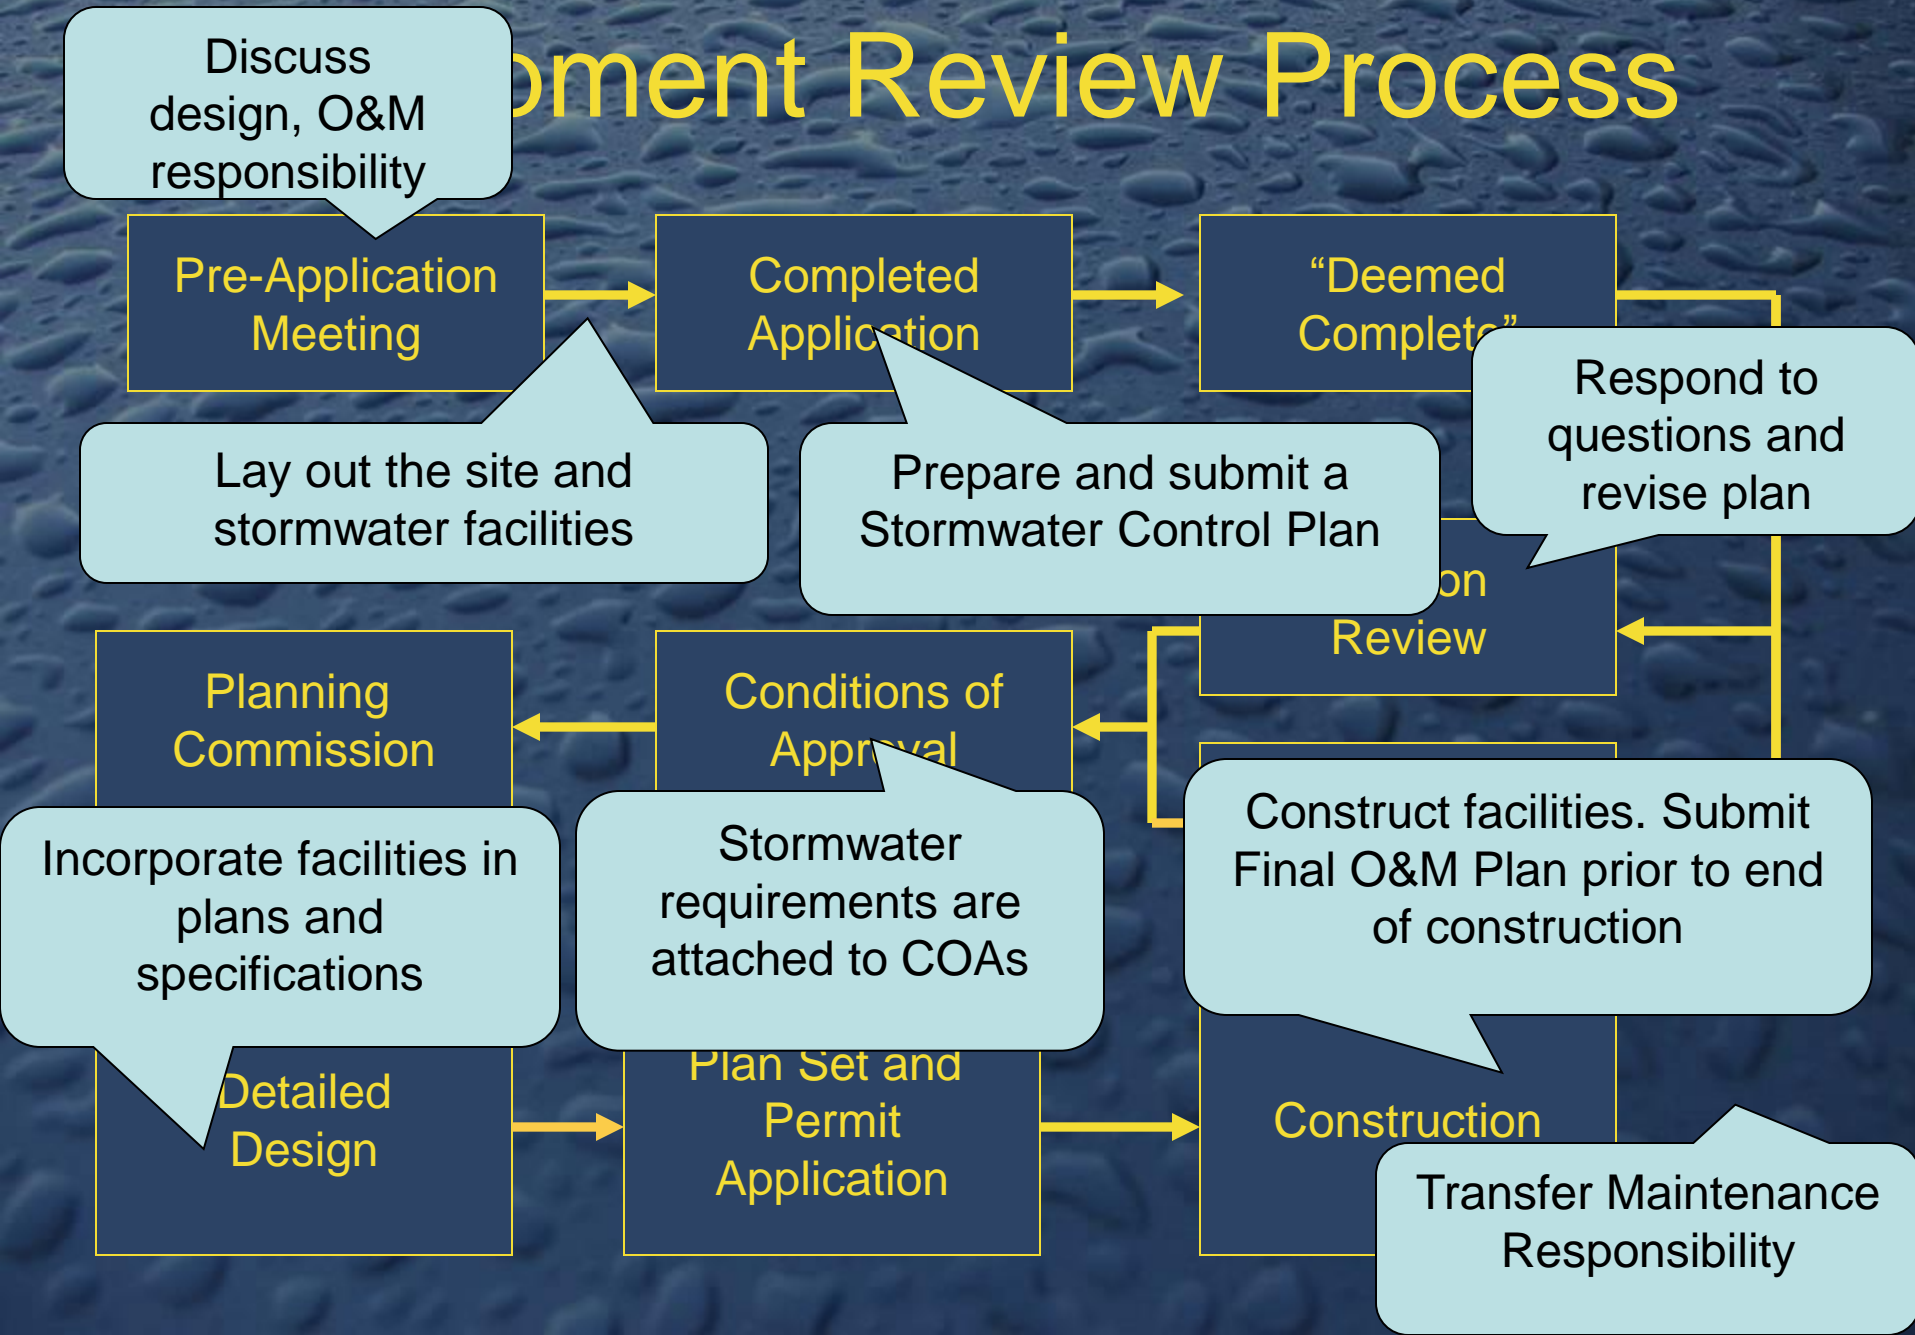 Review Process
Discuss
design, O&M
responsibility
Pre-Application
Meeting
Completed
Application
“Deemed
Complete”
Lay out the site and
stormwater facilities
Prepare and submit a
Stormwater Control Plan
Respond to
questions and
revise plan
Review
Planning
Commission
Conditions of
Approval
Incorporate facilities in
plans and
specifications
Stormwater
requirements are
attached to COAs
Construct facilities. Submit
Final O&M Plan prior to end
of construction
Detailed
Design
Plan Set and
Permit
Application
Construction
Transfer Maintenance
Responsibility